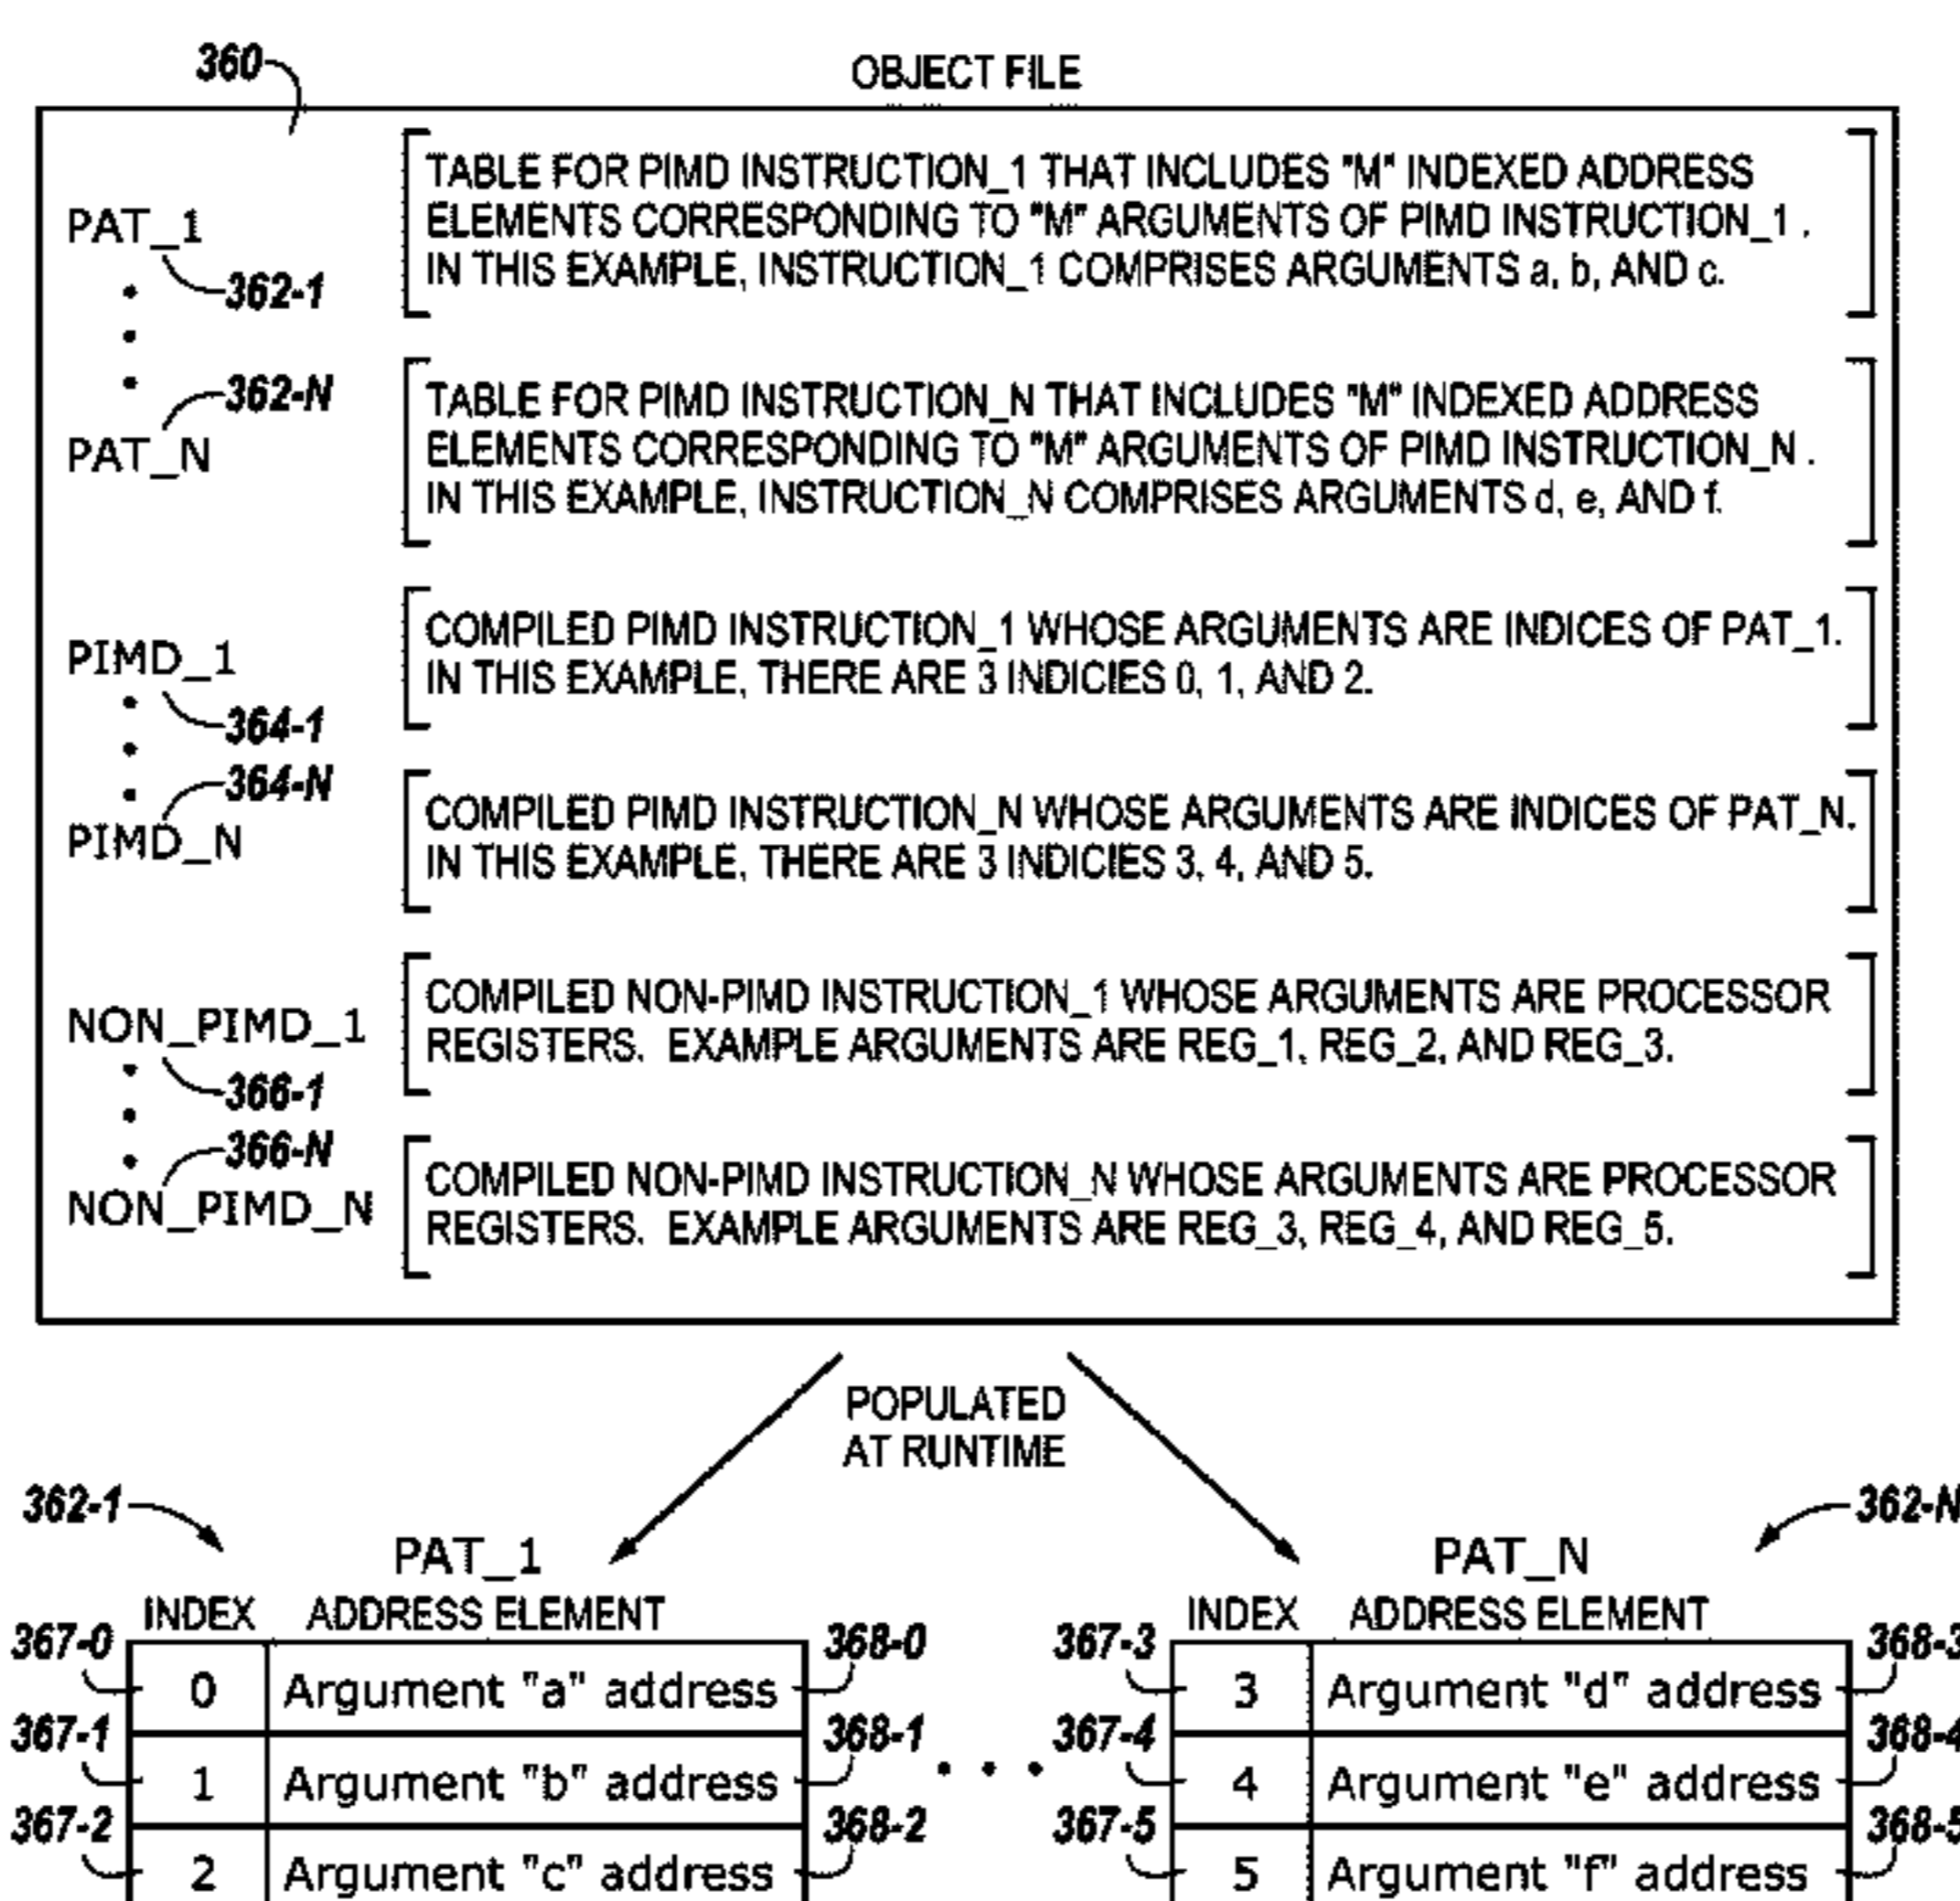 360
OBJECT FILE
PAT_1
362-1
TABLE FOR PIMD INSTRUCTION_1 THAT INCLUDES "M" INDEXED ADDRESS
ELEMENTS CORRESPONDING TO "M" ARGUMENTS OF PIMD INSTRUCTION_1 .
IN THIS EXAMPLE, INSTRUCTION_1 COMPRISES ARGUMENTS a, b, AND c.
362-N
PAT_N
TABLE FOR PIMD INSTRUCTION_N THAT INCLUDES "M" INDEXED ADDRESS
ELEMENTS CORRESPONDING TO "M" ARGUMENTS OF PIMD INSTRUCTION_N .
IN THIS EXAMPLE, INSTRUCTION_N COMPRISES ARGUMENTS d, e, AND f.
PIMD_1
364-1
COMPILED PIMD INSTRUCTION_1 WHOSE ARGUMENTS ARE INDICES OF PAT_1.
IN THIS EXAMPLE, THERE ARE 3 INDICIES 0, 1, AND 2.
364-N
PIMD_N
COMPILED PIMD INSTRUCTION_N WHOSE ARGUMENTS ARE INDICES OF PAT_N.
IN THIS EXAMPLE, THERE ARE 3 INDICIES 3, 4, AND 5.
NON_PIMD_1
366-1
COMPILED NON-PIMD INSTRUCTION_1 WHOSE ARGUMENTS ARE PROCESSOR
REGISTERS. EXAMPLE ARGUMENTS ARE REG_1, REG_2, AND REG_3.
366-N
NON_PIMD_N
COMPILED NON-PIMD INSTRUCTION_N WHOSE ARGUMENTS ARE PROCESSOR
REGISTERS. EXAMPLE ARGUMENTS ARE REG_3, REG_4, AND REG_5.
POPULATED
AT RUNTIME
362-1
PAT_1
INDEX ADDRESS ELEMENT
367-0 0 Argument "a" address 368-0
367-1 1 Argument "b" address 368-1
367-2 2 Argument "c" address 368-2
362-N
PAT_N
INDEX ADDRESS ELEMENT
367-3 3 Argument "d" address 368-3
367-4 4 Argument "e" address 368-4
367-5 5 Argument "f" address 368-5